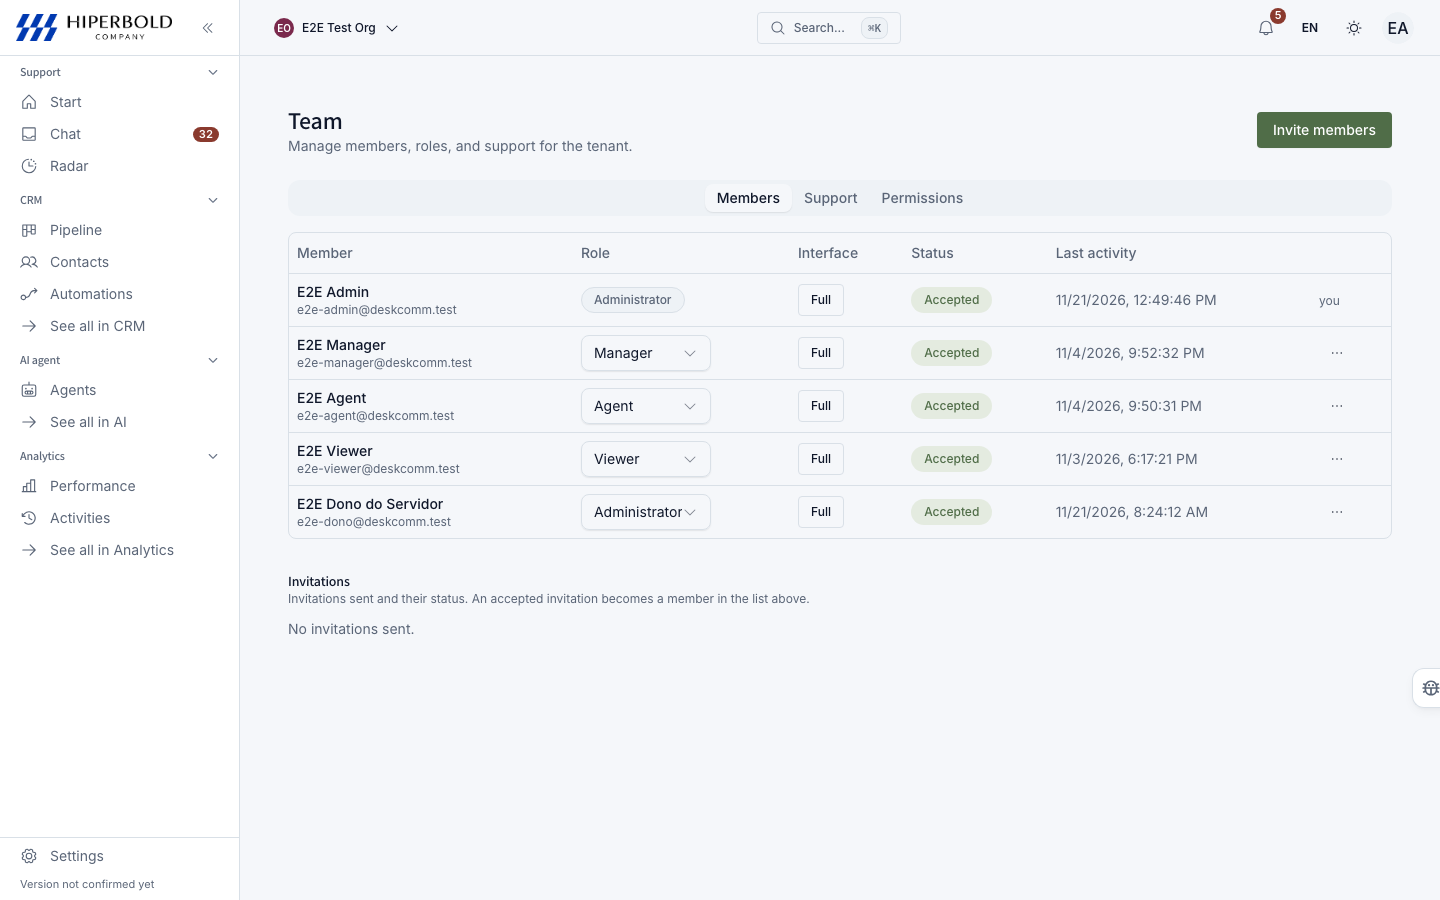 HIPERBOLD
COMPANY
EO E2E Test Org
Search...
⌘K
5
EN
EA
Support
Start
Chat
32
Radar
CRM
Pipeline
Contacts
Automations
See all in CRM
AI agent
Agents
See all in AI
Analytics
Performance
Activities
See all in Analytics
Settings
Version not confirmed yet
Team
Manage members, roles, and support for the tenant.
Invite members
Members Support Permissions
Member Role Interface Status Last activity
E2E Admin
e2e-admin@deskcomm.test
Administrator Full Accepted 11/21/2026, 12:49:46 PM you
E2E Manager
e2e-manager@deskcomm.test
Manager Full Accepted 11/4/2026, 9:52:32 PM ...
E2E Agent
e2e-agent@deskcomm.test
Agent Full Accepted 11/4/2026, 9:50:31 PM ...
E2E Viewer
e2e-viewer@deskcomm.test
Viewer Full Accepted 11/3/2026, 6:17:21 PM ...
E2E Dono do Servidor
e2e-dono@deskcomm.test
Administrator Full Accepted 11/21/2026, 8:24:12 AM ...
Invitations
Invitations sent and their status. An accepted invitation becomes a member in the list above.
No invitations sent.